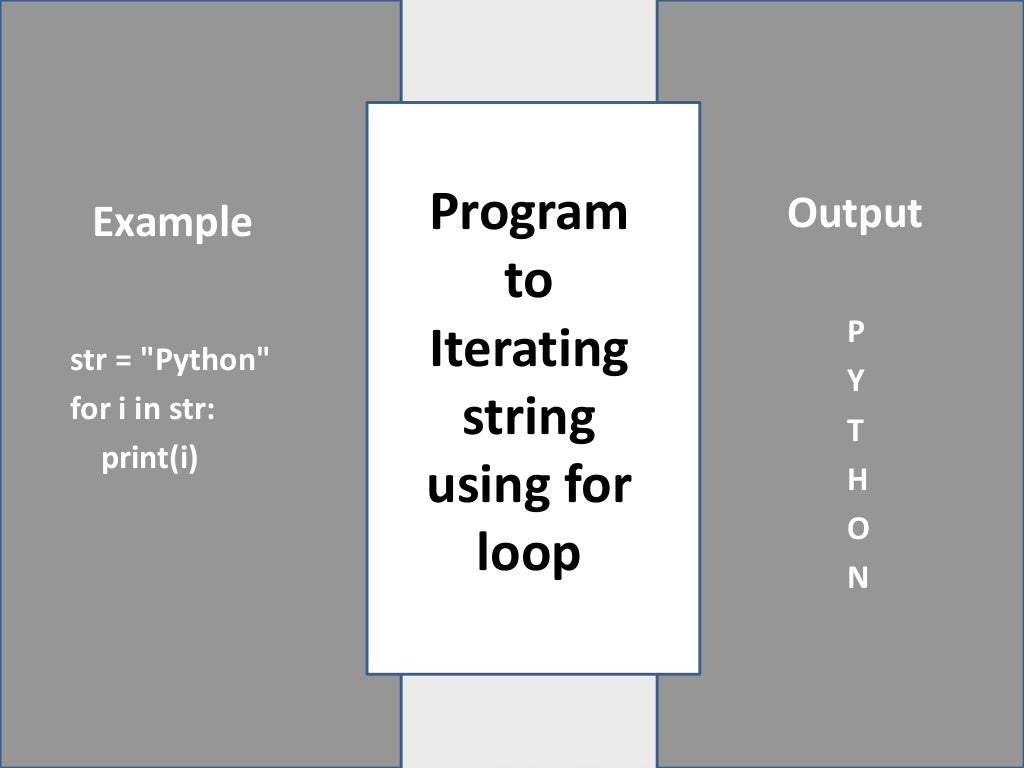 Example
str = "Python"
for i in str:
print(i)
Program
to
Iterating
string
using for
loop
Output
P
Y
T
H
O
N